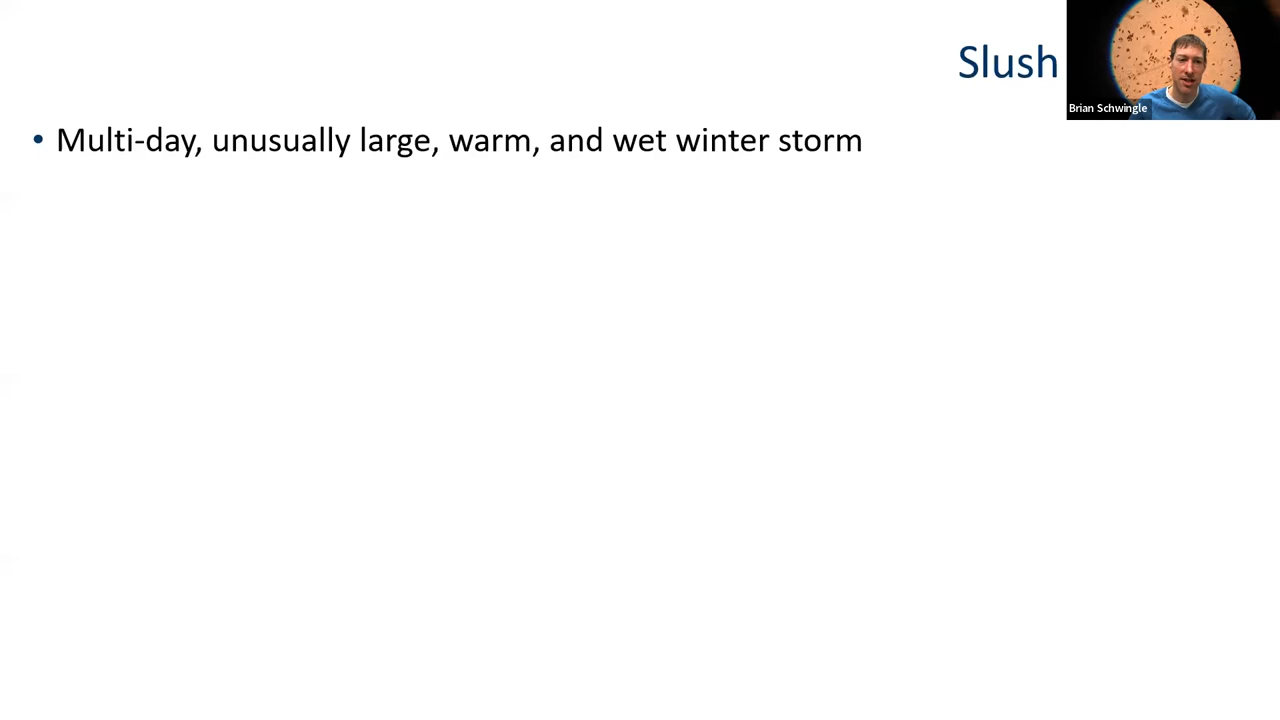 Slush
Brian Schwingle
• Multi-day, unusually large, warm, and wet winter storm